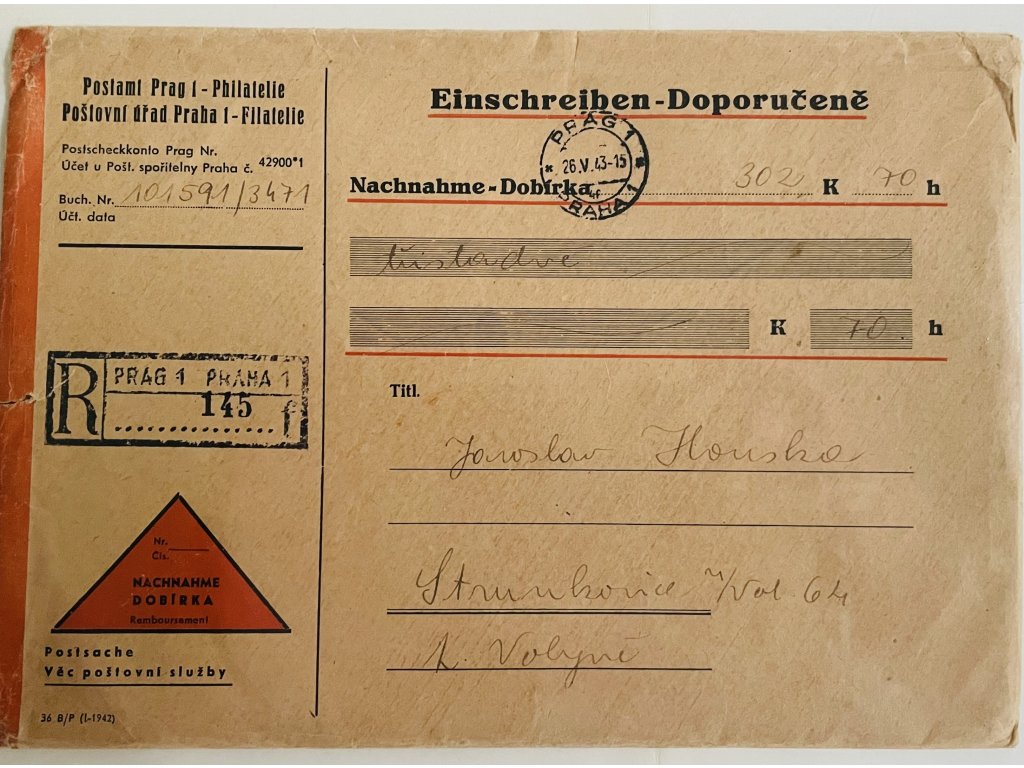 Postamt Prag 1 - Philatelie
Poštovní úřad Praha 1 - Filatelie
Postscheckkonto Prag Nr.
Účet u Pošt. spořitelny Praha č. 42900*1
Buch. Nr. 101591/3471
Účt. data
R PRAG 1 PRAHA 1
145
f
Nr.
Čís.
NACHNAHME
DOBÍRKA
Remboursement
Postsache
Věc poštovní služby
36 B/P (I-1942)
Einschreiben - Doporučeně
PRAG 1
* 26.V.43-15 *
PRAHA 1
Nachnahme - Dobírka 302 K 70 h
třistadvě
K 70. h
Titl.
Jaroslav Houska
Strunkovice n/Vol 64
Volyně